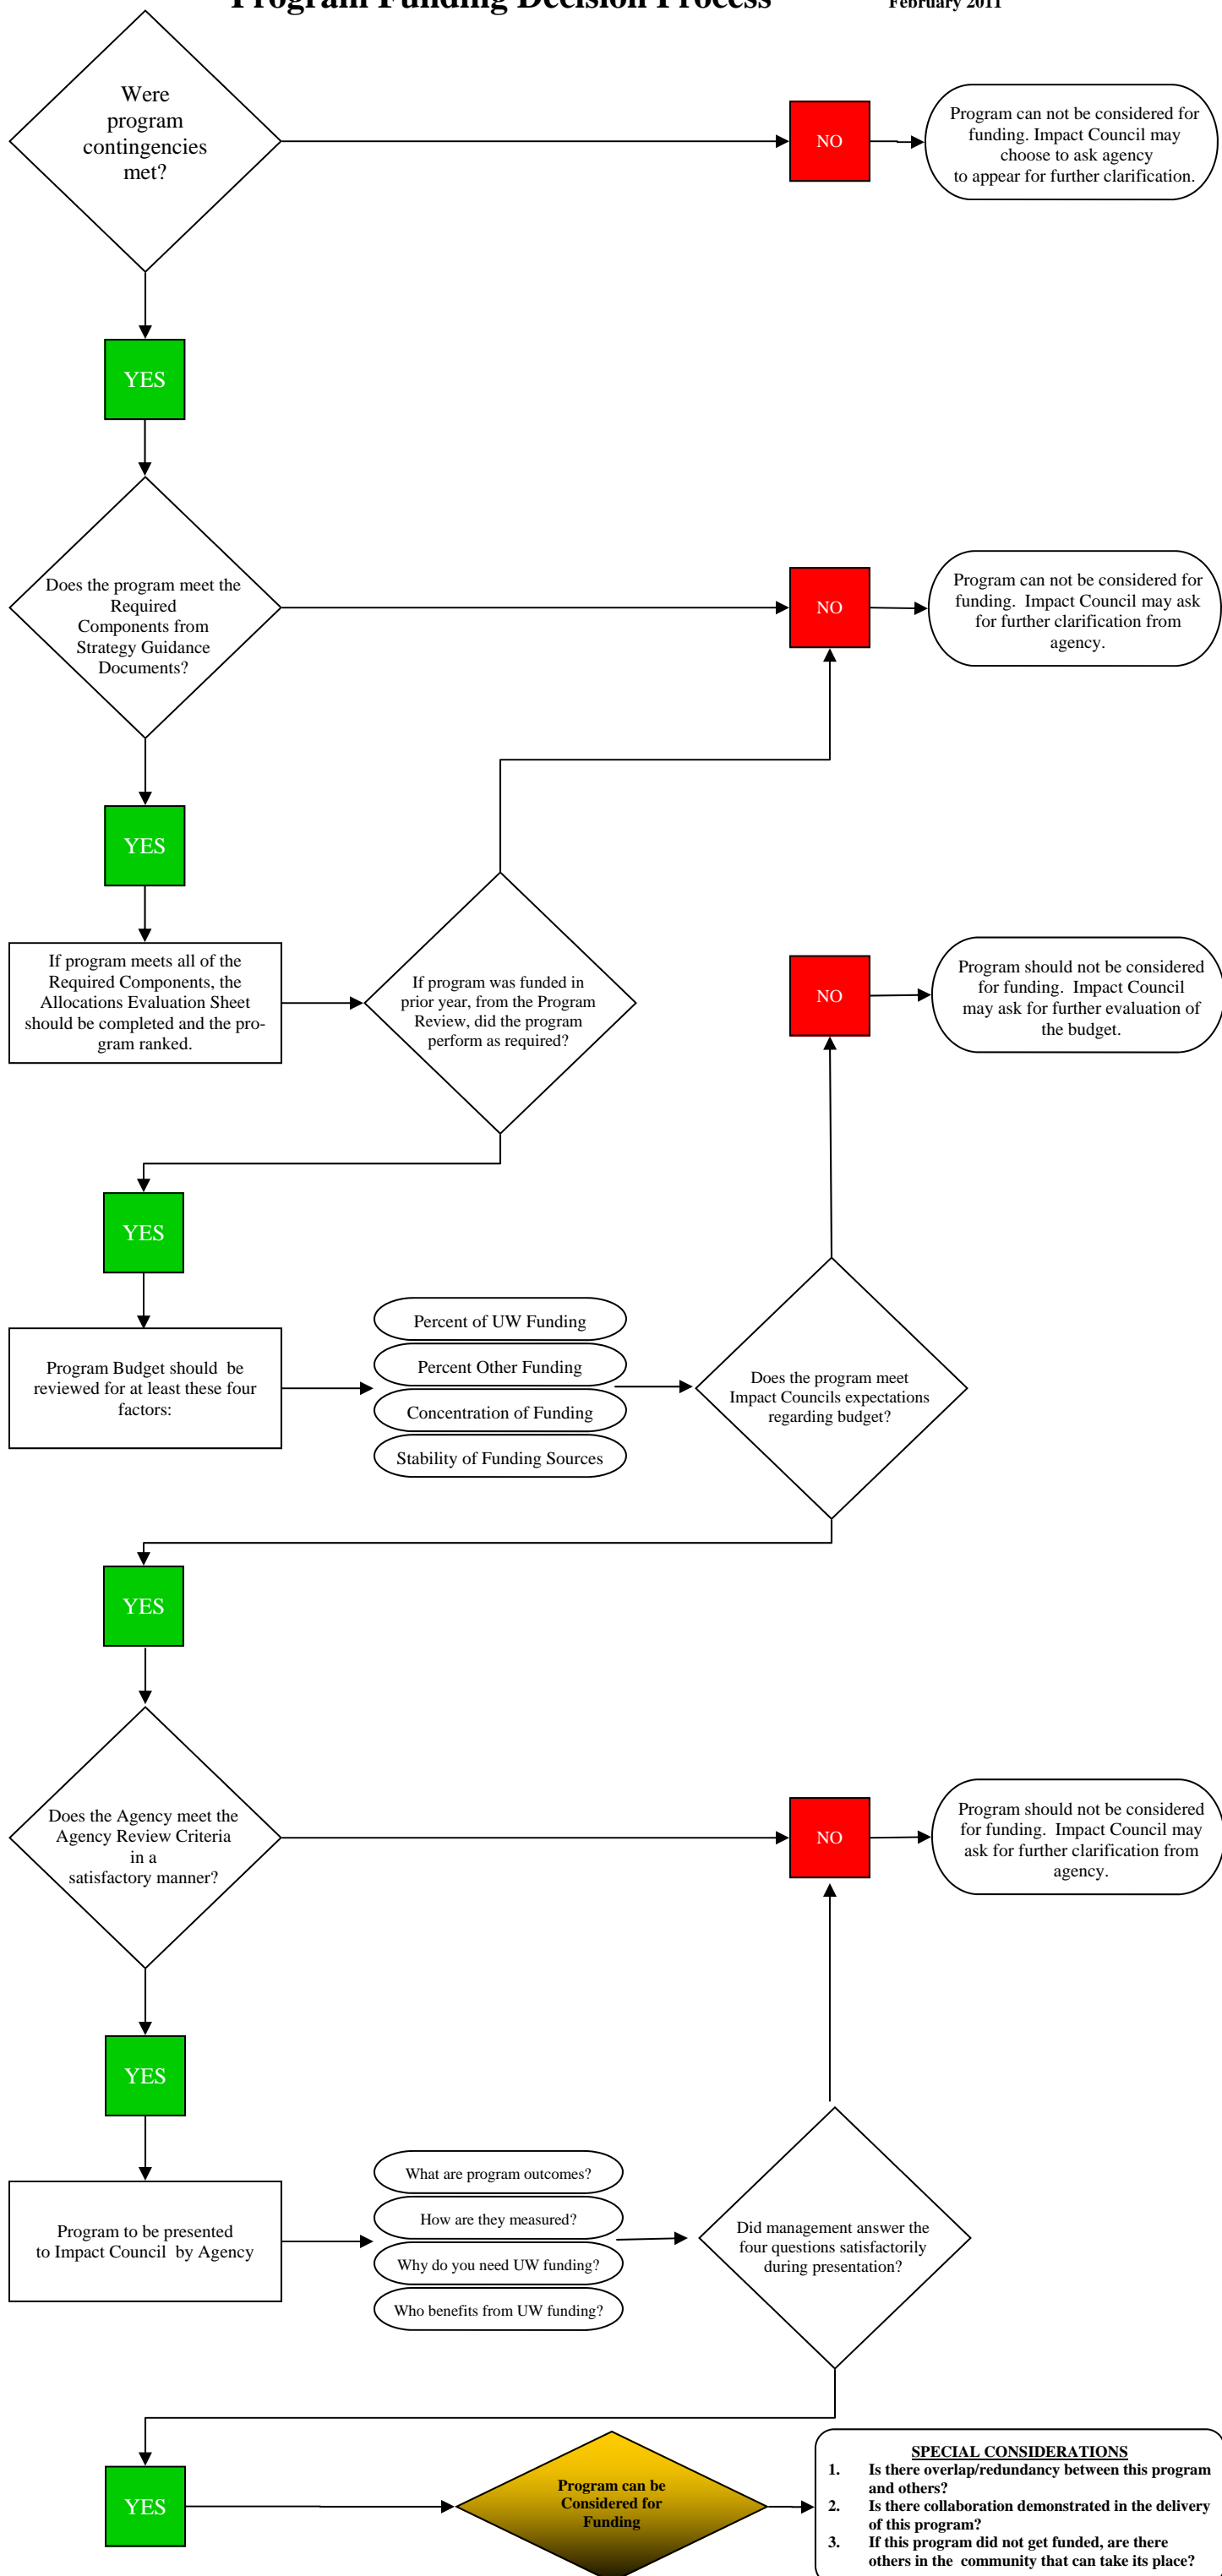 Program Funding Decision Process
February 2011
Were
program
contingencies
met?
NO
Program can not be considered for
funding. Impact Council may
choose to ask agency
to appear for further clarification.
YES
Does the program meet the
Required
Components from
Strategy Guidance
Documents?
NO
Program can not be considered for
funding. Impact Council may ask
for further clarification from
agency.
YES
If program meets all of the
Required Components, the
Allocations Evaluation Sheet
should be completed and the pro-
gram ranked.
If program was funded in
prior year, from the Program
Review, did the program
perform as required?
NO
Program should not be considered
for funding. Impact Council
may ask for further evaluation of
the budget.
YES
Program Budget should be
reviewed for at least these four
factors:
Percent of UW Funding
Percent Other Funding
Concentration of Funding
Stability of Funding Sources
Does the program meet
Impact Councils expectations
regarding budget?
YES
Does the Agency meet the
Agency Review Criteria
in a
satisfactory manner?
NO
Program should not be considered
for funding. Impact Council may
ask for further clarification from
agency.
YES
Program to be presented
to Impact Council by Agency
What are program outcomes?
How are they measured?
Why do you need UW funding?
Who benefits from UW funding?
Did management answer the
four questions satisfactorily
during presentation?
YES
Program can be
Considered for
Funding
SPECIAL CONSIDERATIONS
1. Is there overlap/redundancy between this program
and others?
2. Is there collaboration demonstrated in the delivery
of this program?
3. If this program did not get funded, are there
others in the community that can take its place?